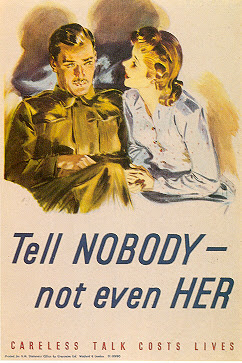 Tell NOBODY–
not even HER
CARELESS TALK COSTS LIVES